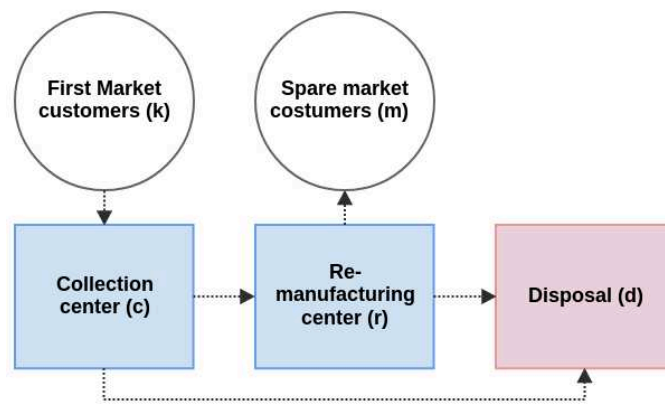 First Market
customers (k)
Spare market
costumers (m)
Collection
center (c)
Re-
manufacturing
center (r)
Disposal (d)